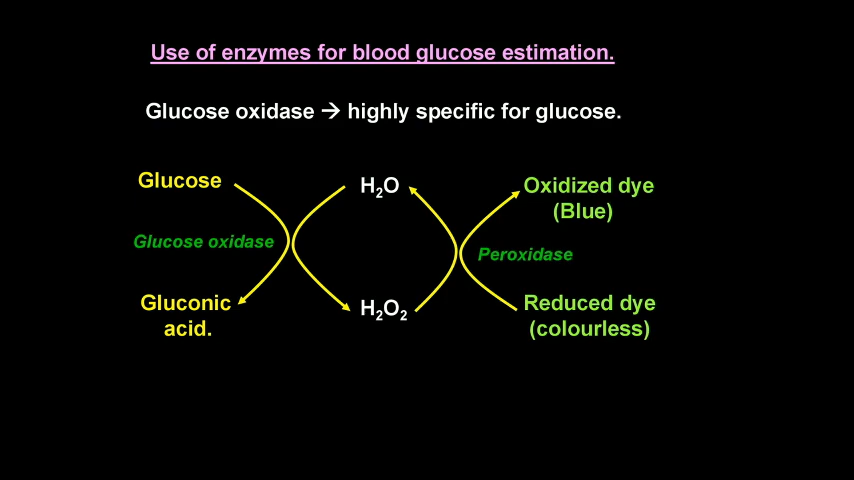 Use of enzymes for blood glucose estimation.
Glucose oxidase → highly specific for glucose.
Glucose
H₂O
Oxidized dye
(Blue)
Glucose oxidase
Peroxidase
Gluconic
acid.
H₂O₂
Reduced dye
(colourless)